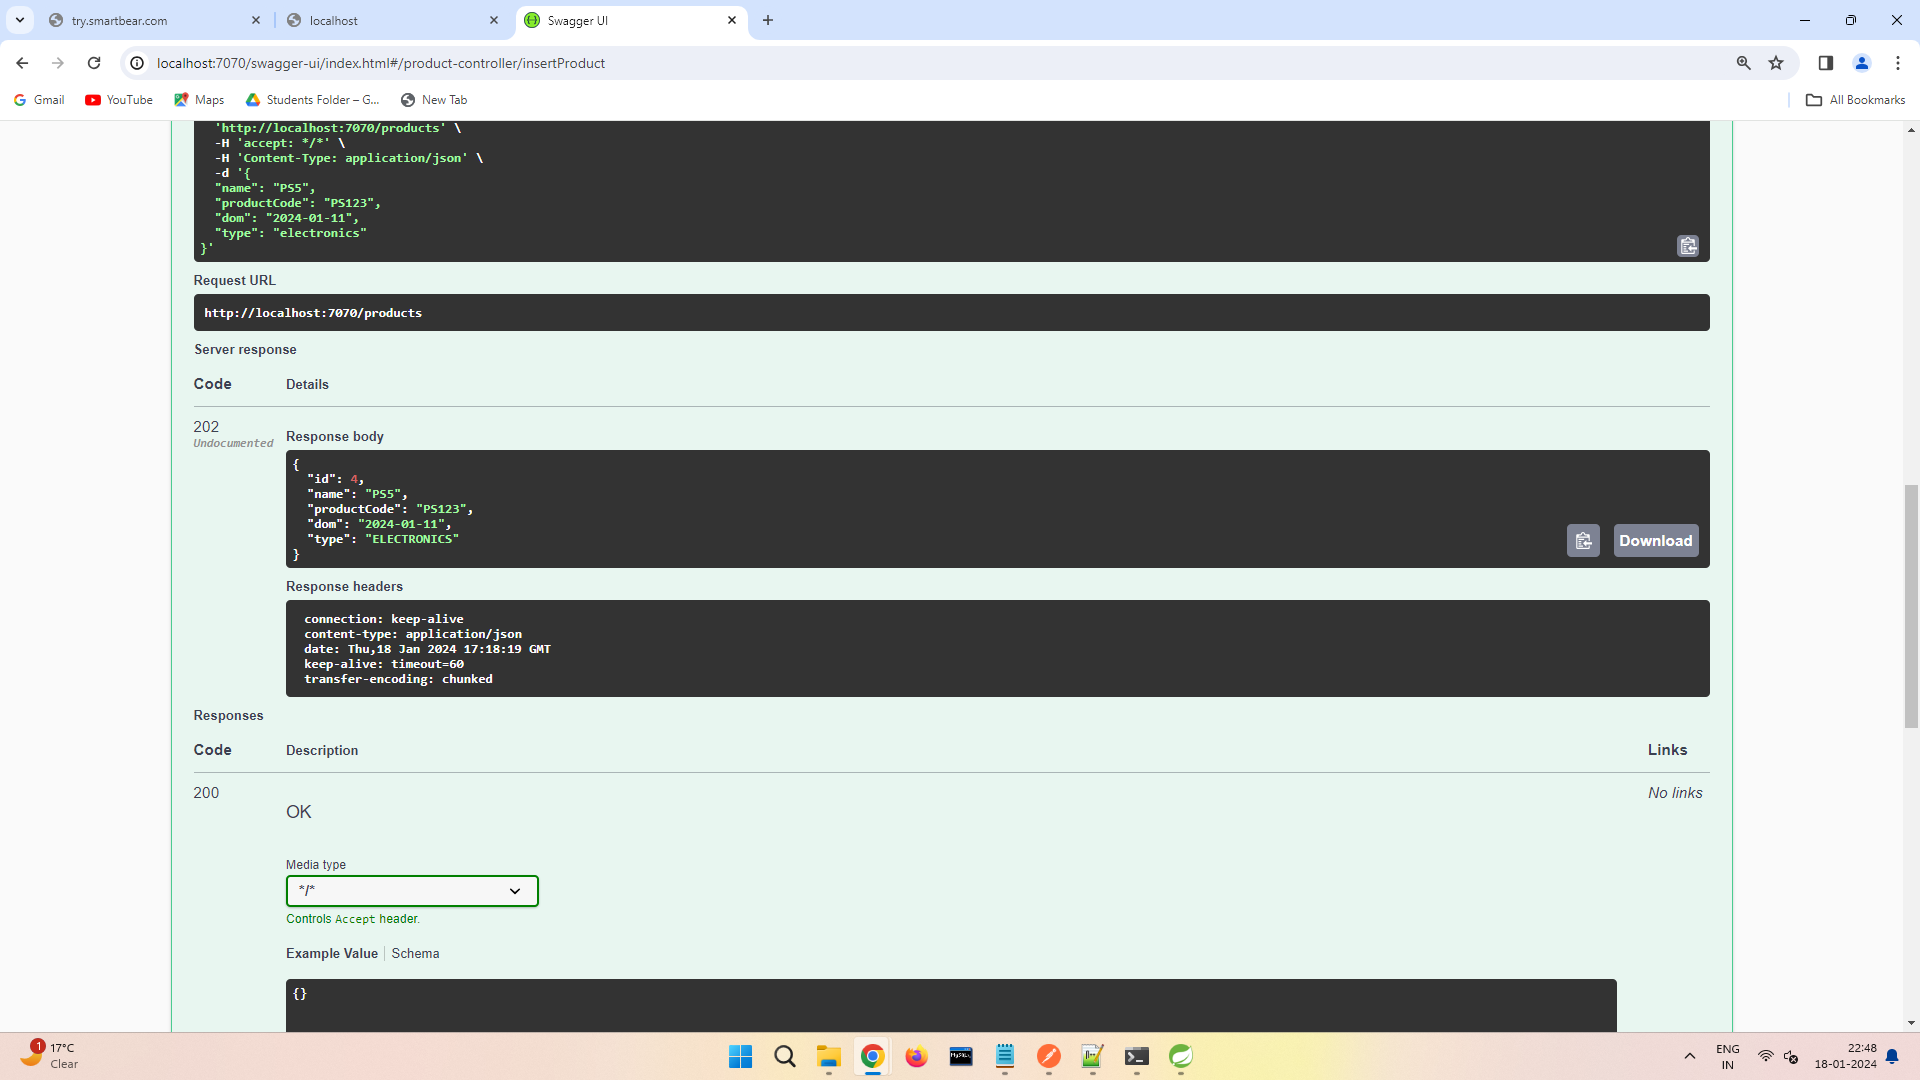 try.smartbear.com
localhost
Swagger UI
localhost:7070/swagger-ui/index.html#/product-controller/insertProduct
Gmail
YouTube
Maps
Students Folder – G...
New Tab
All Bookmarks
'http://localhost:7070/products' \
-H 'accept: */*' \
-H 'Content-Type: application/json' \
-d '{
"name": "PS5",
"productCode": "PS123",
"dom": "2024-01-11",
"type": "electronics"
}'
Request URL
http://localhost:7070/products
Server response
Code Details
202
Undocumented
Response body
{
"id": 4,
"name": "PS5",
"productCode": "PS123",
"dom": "2024-01-11",
"type": "ELECTRONICS"
}
Download
Response headers
connection: keep-alive
content-type: application/json
date: Thu,18 Jan 2024 17:18:19 GMT
keep-alive: timeout=60
transfer-encoding: chunked
Responses
Code Description Links
200
OK
No links
Media type
*/*
Controls Accept header.
Example Value Schema
{}
1
17°C
Clear
MySQL
ENG
IN
22:48
18-01-2024